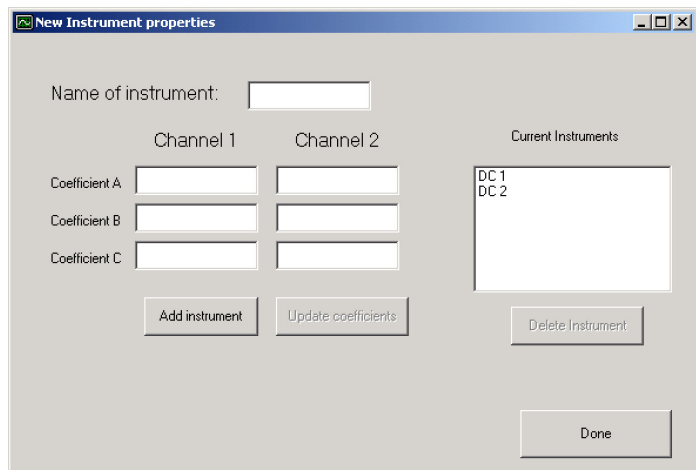 New Instrument properties
Name of instrument:
Channel 1 Channel 2
Current Instruments
Coefficient A
Coefficient B
Coefficient C
DC 1
DC 2
Add instrument Update coefficients
Delete Instrument
Done